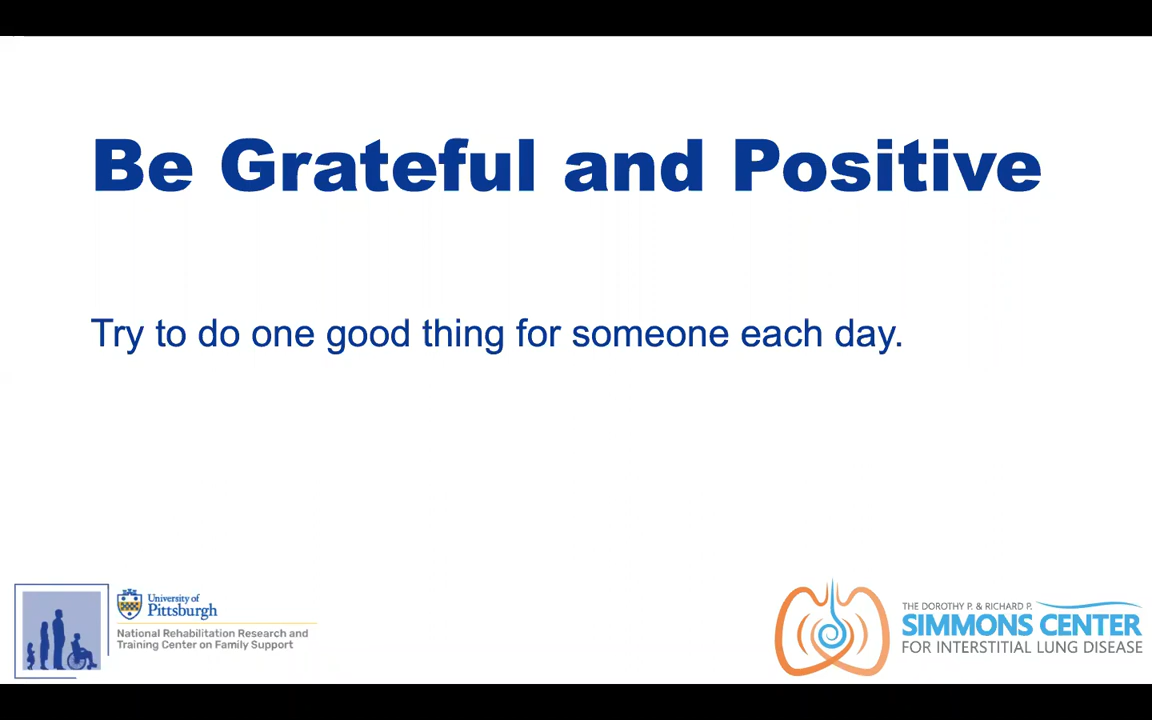 Be Grateful and Positive
Try to do one good thing for someone each day.
University of
Pittsburgh
National Rehabilitation Research and
Training Center on Family Support
THE DOROTHY P. & RICHARD P.
SIMMONS CENTER
FOR INTERSTITIAL LUNG DISEASE